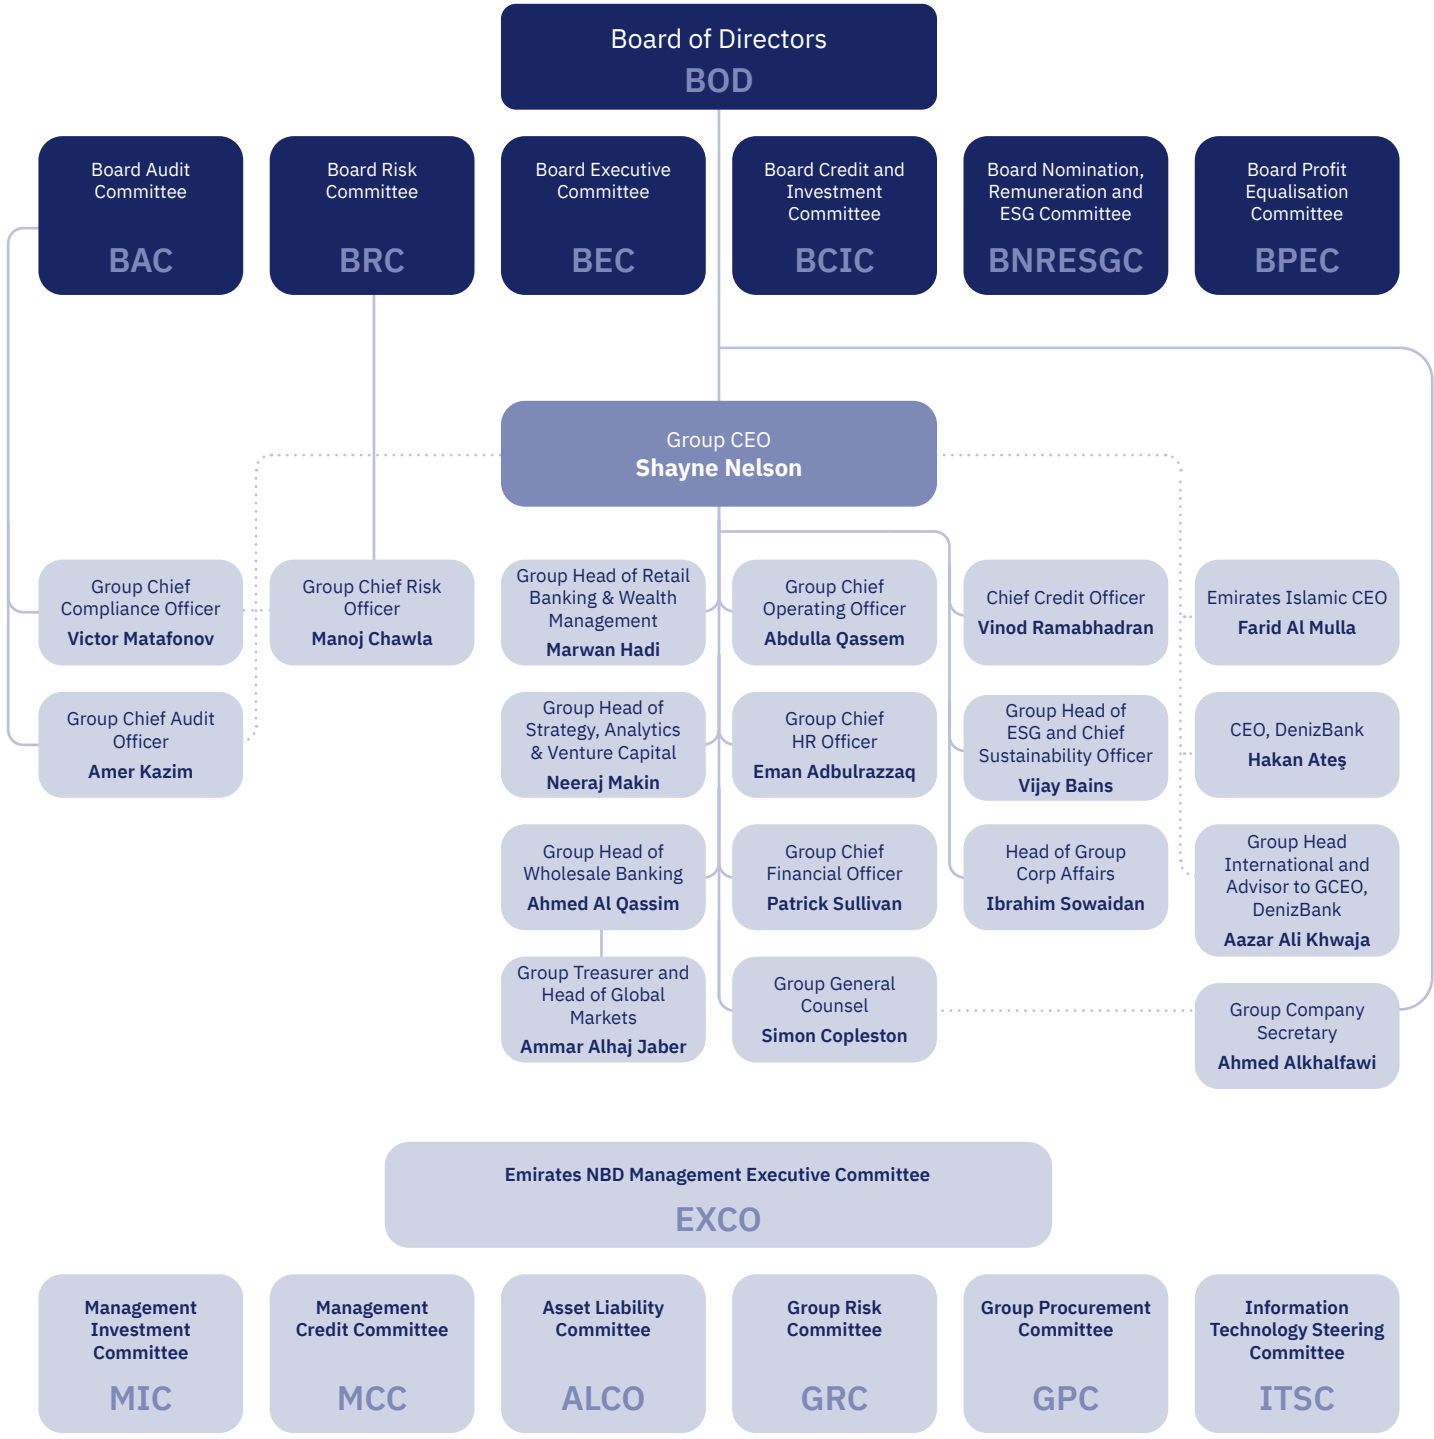 Board of Directors
BOD
Board Audit
Committee
BAC
Board Risk
Committee
BRC
Board Executive
Committee
BEC
Board Credit and
Investment
Committee
BCIC
Board Nomination,
Remuneration and
ESG Committee
BNRESGC
Board Profit
Equalisation
Committee
BPEC
Group CEO
Shayne Nelson
Group Chief
Compliance Officer
Victor Matafonov
Group Chief Risk
Officer
Manoj Chawla
Group Head of Retail
Banking & Wealth
Management
Marwan Hadi
Group Chief
Operating Officer
Abdulla Qassem
Chief Credit Officer
Vinod Ramabhadran
Emirates Islamic CEO
Farid Al Mulla
Group Chief Audit
Officer
Amer Kazim
Group Head of
Strategy, Analytics
& Venture Capital
Neeraj Makin
Group Chief
HR Officer
Eman Adbulrazzaq
Group Head of
ESG and Chief
Sustainability Officer
Vijay Bains
CEO, DenizBank
Hakan Ateş
Group Head of
Wholesale Banking
Ahmed Al Qassim
Group Chief
Financial Officer
Patrick Sullivan
Head of Group
Corp Affairs
Ibrahim Sowaidan
Group Head
International and
Advisor to GCEO,
DenizBank
Aazar Ali Khwaja
Group Treasurer and
Head of Global
Markets
Ammar Alhaj Jaber
Group General
Counsel
Simon Copleston
Group Company
Secretary
Ahmed Alkhalfawi
Emirates NBD Management Executive Committee
EXCO
Management
Investment
Committee
MIC
Management
Credit Committee
MCC
Asset Liability
Committee
ALCO
Group Risk
Committee
GRC
Group Procurement
Committee
GPC
Information
Technology Steering
Committee
ITSC